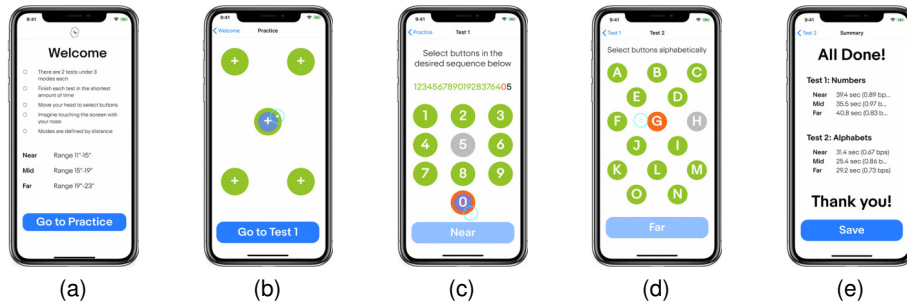 9:41
Welcome
There are 2 tests under 3
modes each
Finish each test in the shortest
amount of time
Move your head to select buttons
Imagine touching the screen with
your nose
Modes are defined by distance
Near Range 11"-15"
Mid Range 15"-19"
Far Range 19"-23"
Go to Practice
(a)
9:41
Welcome Practice
+ +
+
+ +
Go to Test 1
(b)
9:41
Practice Test 1
Select buttons in the
desired sequence below
12345678901928376405
1 2 3
4 5 6
7 8 9
0
Near
(c)
9:41
Test 1 Test 2
Select buttons alphabetically
A B C
E D
F G H
J I
K L M
O N
Far
(d)
9:41
Test 2 Summary
All Done!
Test 1: Numbers
Near 39.4 sec (0.89 bp...
Mid 35.5 sec (0.97 b...
Far 40.8 sec (0.83 b...
Test 2: Alphabets
Near 31.4 sec (0.67 bps)
Mid 25.4 sec (0.86 b...
Far 29.2 sec (0.73 bps)
Thank you!
Save
(e)